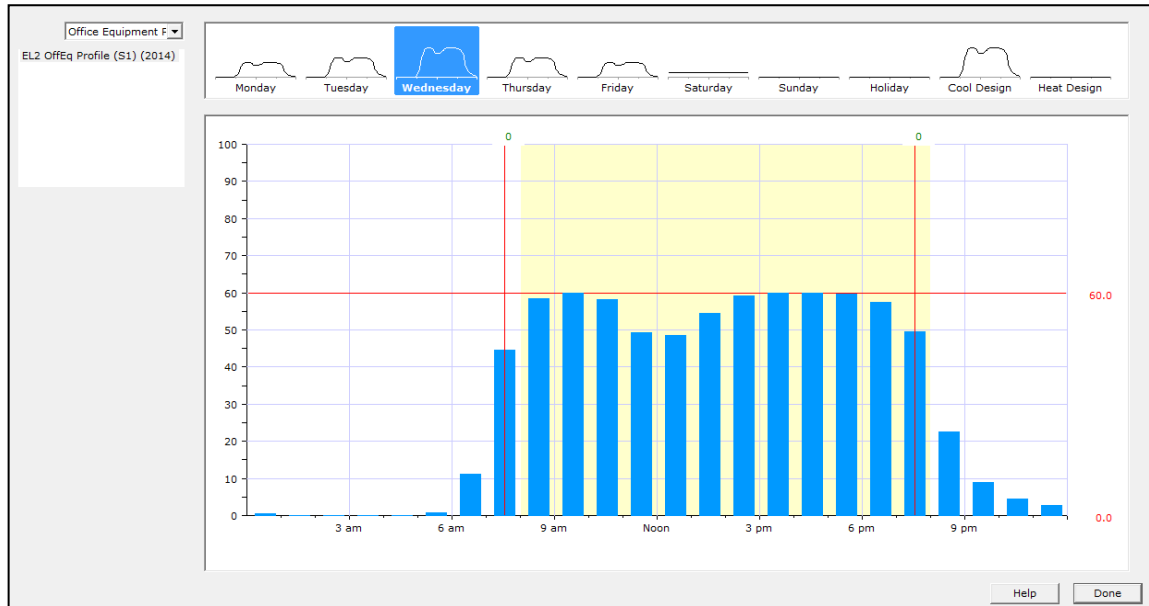 Office Equipment F
EL2 OffEq Profile (S1) (2014)
Monday Tuesday Wednesday Thursday Friday Saturday Sunday Holiday Cool Design Heat Design
0 0
100
90
80
70
60 60.0
50
40
30
20
10
0 0.0
3 am 6 am 9 am Noon 3 pm 6 pm 9 pm
Help Done